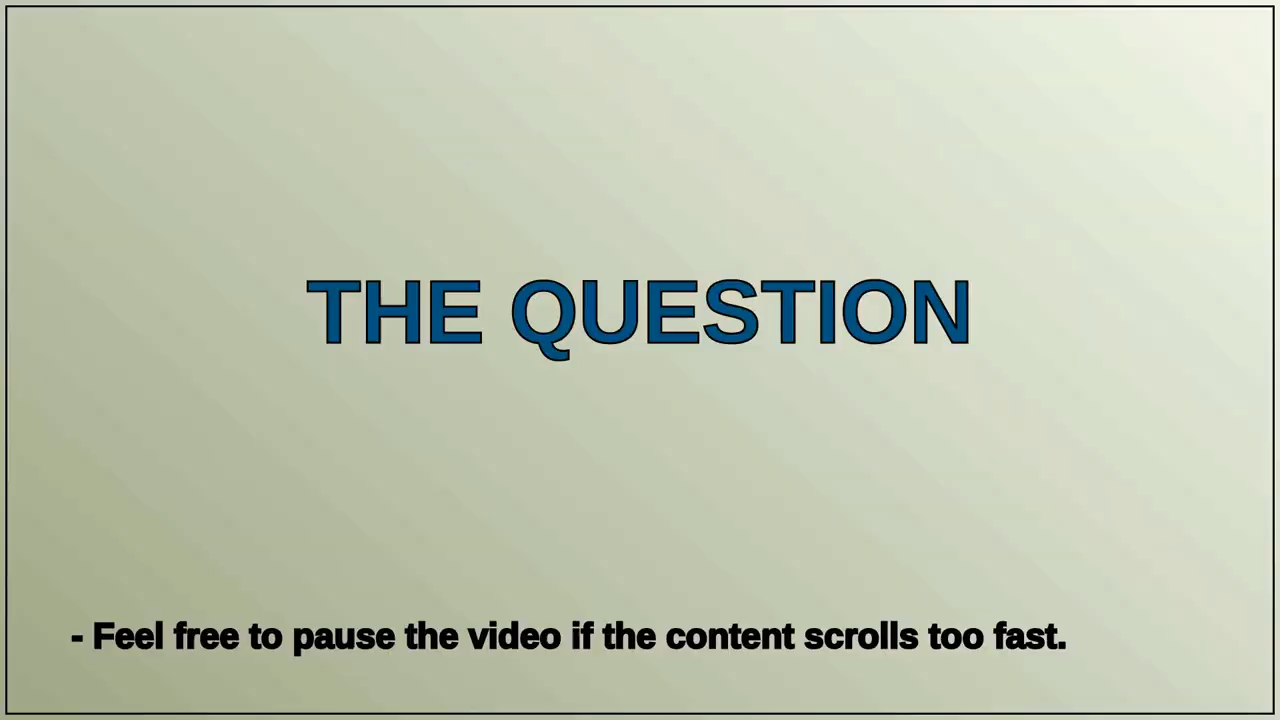 THE QUESTION
- Feel free to pause the video if the content scrolls too fast.